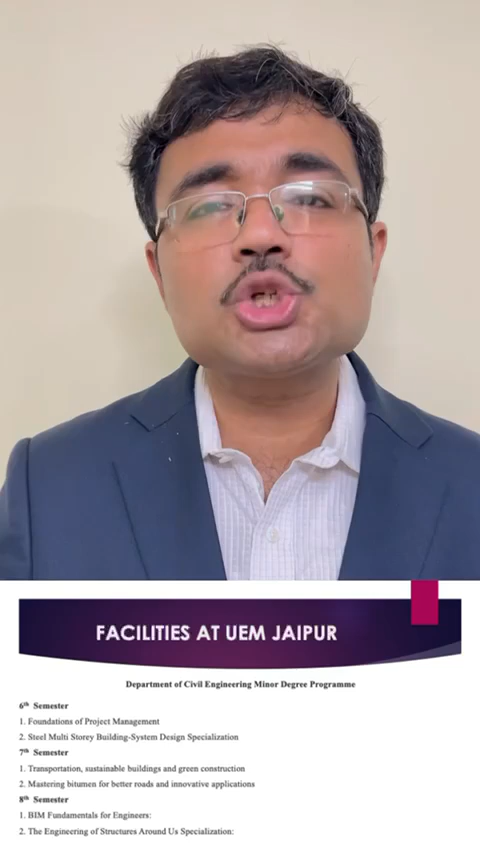 FACILITIES AT UEM JAIPUR
Department of Civil Engineering Minor Degree Programme
6th Semester
1. Foundations of Project Management
2. Steel Multi Storey Building-System Design Specialization
7th Semester
1. Transportation, sustainable buildings and green construction
2. Mastering bitumen for better roads and innovative applications
8th Semester
1. BIM Fundamentals for Engineers:
2. The Engineering of Structures Around Us Specialization: